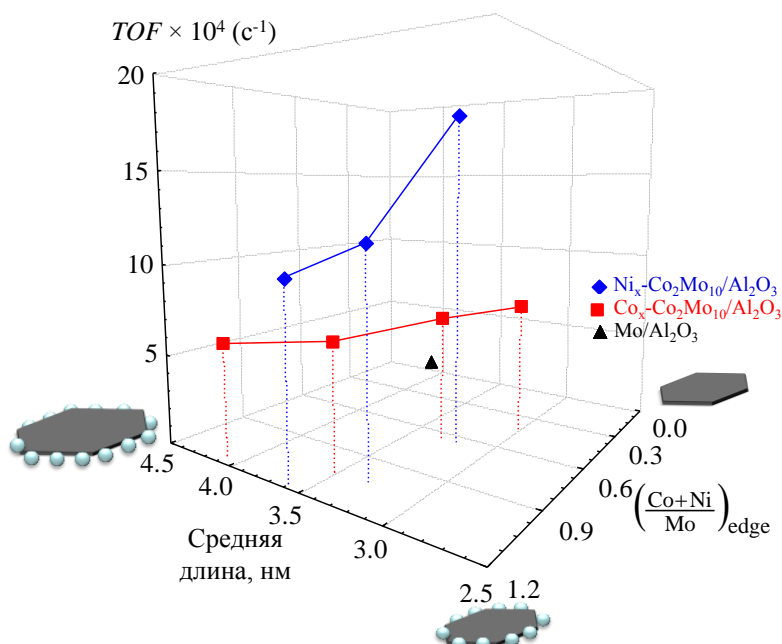 TOF × 10⁴ (с⁻¹)
20
15
10
5
Niₓ-Co₂Mo₁₀/Al₂O₃
Coₓ-Co₂Mo₁₀/Al₂O₃
Mo/Al₂O₃
4.5
4.0
3.5
3.0
2.5
Средняя
длина, нм
0.0
0.3
0.6
0.9
1.2
(Co+Ni
Mo)edge